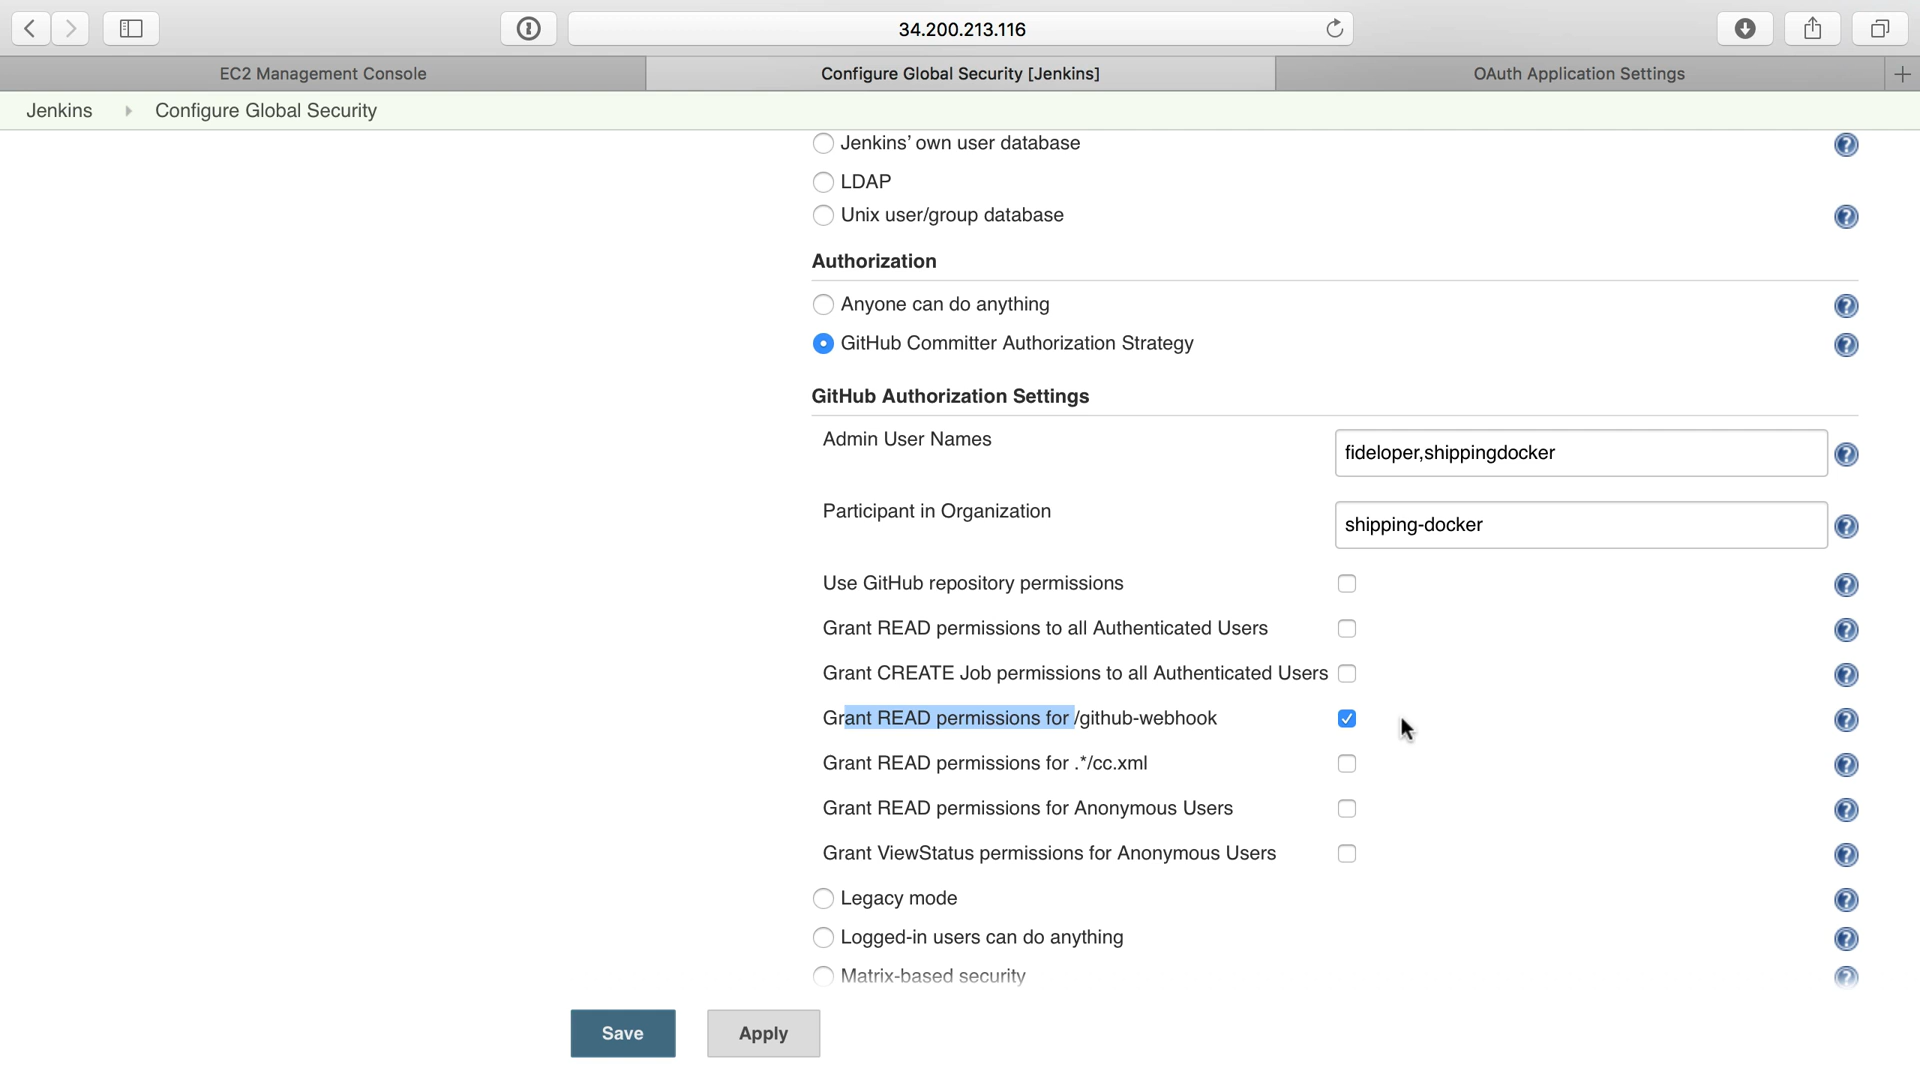 34.200.213.116
EC2 Management Console
Configure Global Security [Jenkins]
OAuth Application Settings
Jenkins
Configure Global Security
Jenkins' own user database
LDAP
Unix user/group database
Authorization
Anyone can do anything
GitHub Committer Authorization Strategy
GitHub Authorization Settings
Admin User Names
fideloper,shippingdocker
Participant in Organization
shipping-docker
Use GitHub repository permissions
Grant READ permissions to all Authenticated Users
Grant CREATE Job permissions to all Authenticated Users
Grant READ permissions for /github-webhook
Grant READ permissions for .*/cc.xml
Grant READ permissions for Anonymous Users
Grant ViewStatus permissions for Anonymous Users
Legacy mode
Logged-in users can do anything
Matrix-based security
Save
Apply